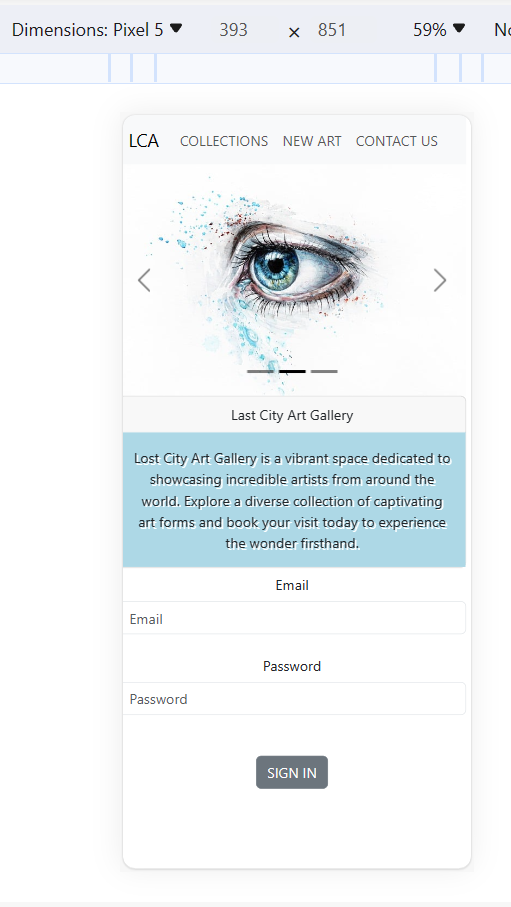 Dimensions: Pixel 5 393 × 851 59% No
LCA COLLECTIONS NEW ART CONTACT US
Last City Art Gallery
Lost City Art Gallery is a vibrant space dedicated to
showcasing incredible artists from around the
world. Explore a diverse collection of captivating
art forms and book your visit today to experience
the wonder firsthand.
Email
Email
Password
Password
SIGN IN